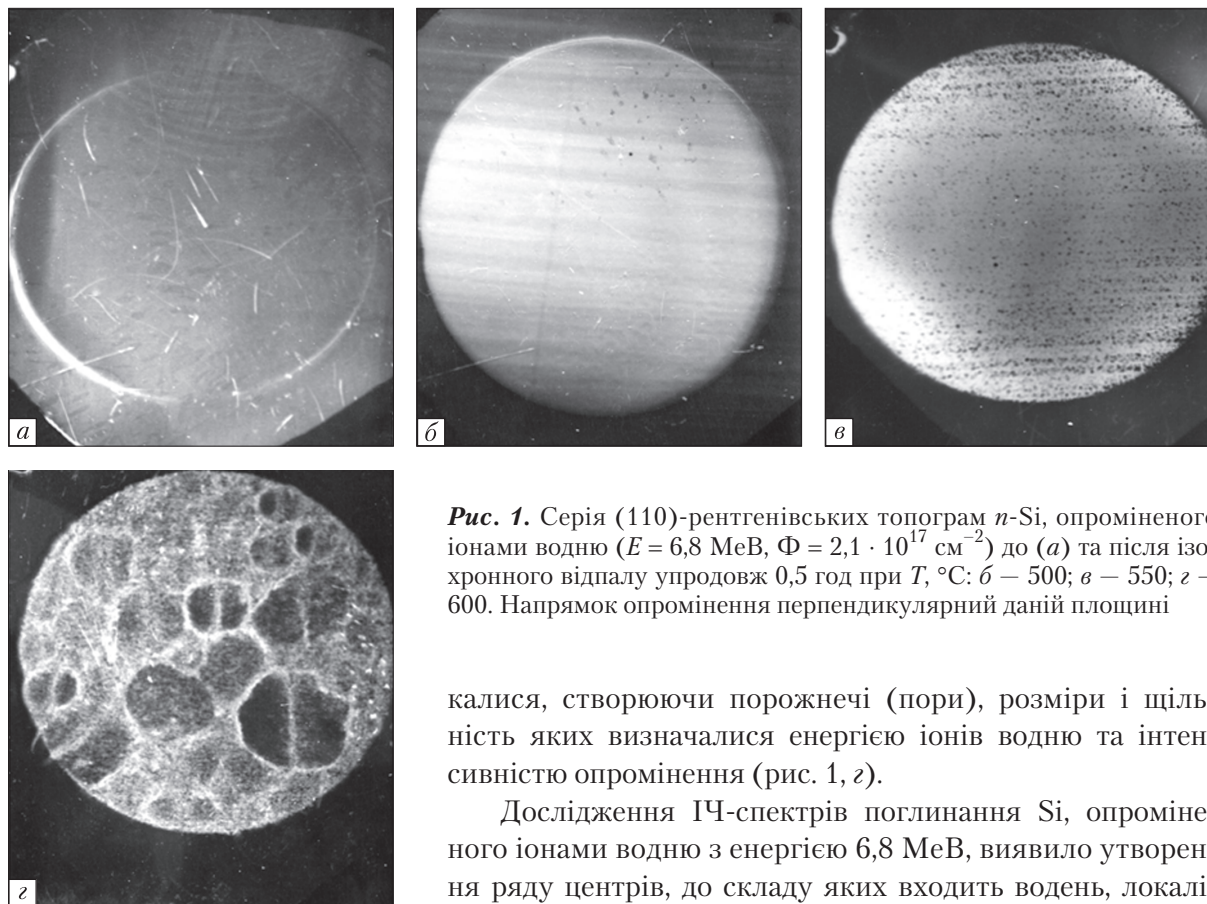 а
б
в
г
Рис. 1. Серія (110)-рентгенівських топограм n-Si, опроміненого
іонами водню (E = 6,8 МеВ, Ф = 2,1 · 10¹⁷ см⁻²) до (а) та після ізо
хронного відпалу упродовж 0,5 год при T, °C: б — 500; в — 550; г —
600. Напрямок опромінення перпендикулярний даній площині
калися, створюючи порожнечі (пори), розміри і щіль
ність яких визначалися енергією іонів водню та інтен
сивністю опромінення (рис. 1, г).
Дослідження ІЧ-спектрів поглинання Si, опроміне
ного іонами водню з енергією 6,8 МеВ, виявило утворен
ня ряду центрів, до складу яких входить водень, локалі